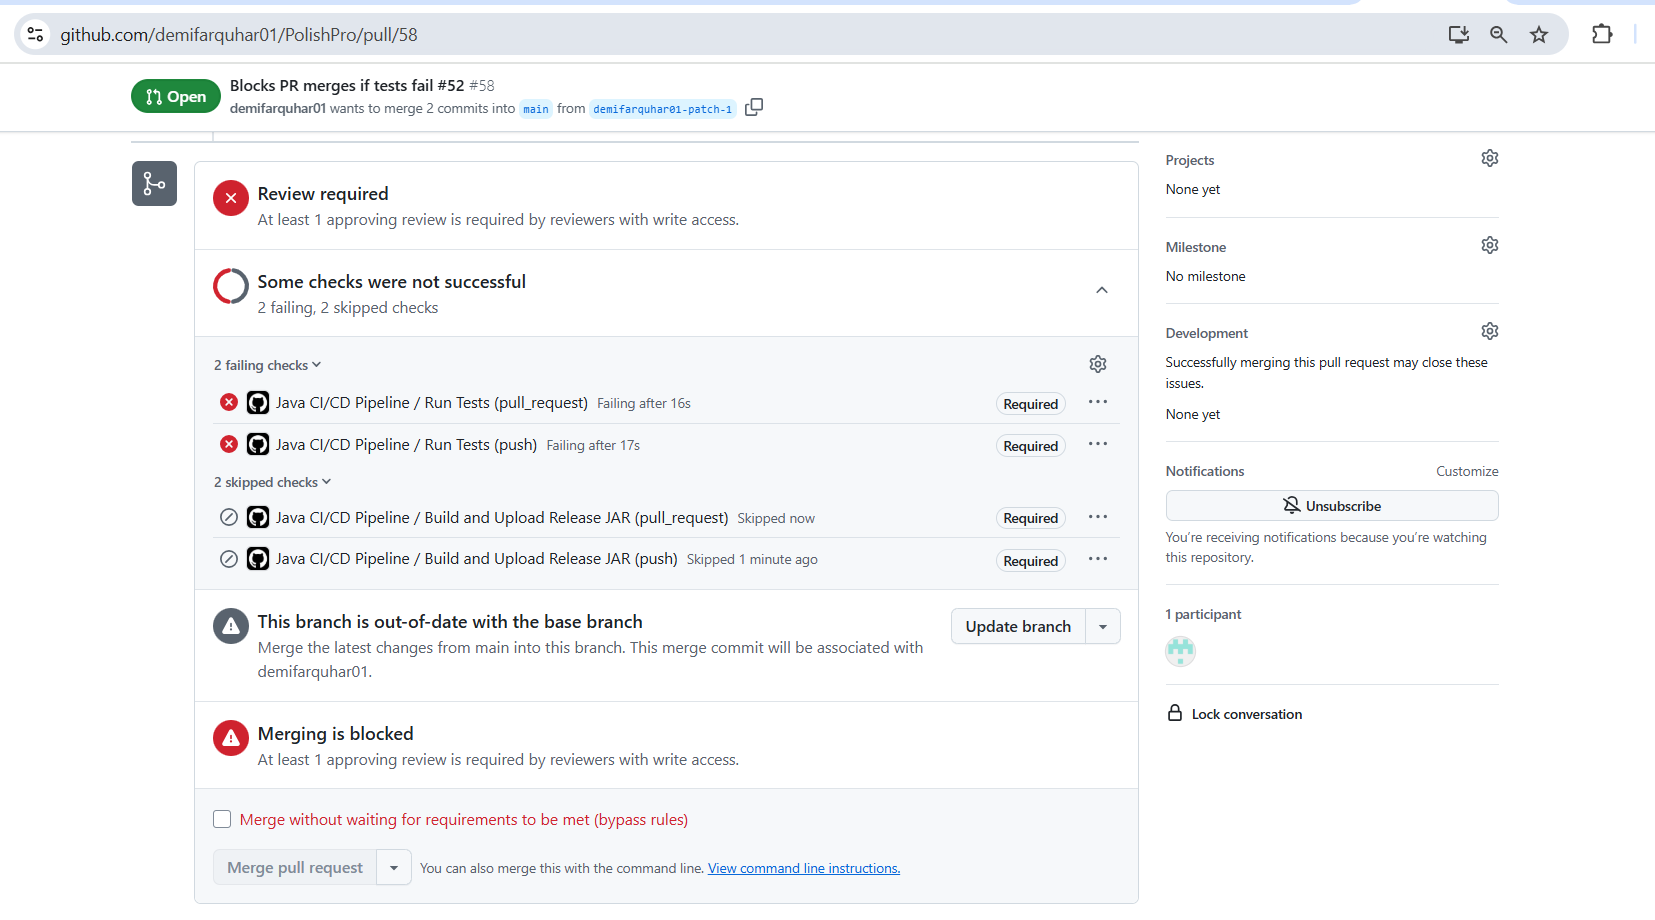 github.com/demifarquhar01/PolishPro/pull/58
Open
Blocks PR merges if tests fail #52 #58
demifarquhar01 wants to merge 2 commits into main from demifarquhar01-patch-1
Review required
At least 1 approving review is required by reviewers with write access.
Some checks were not successful
2 failing, 2 skipped checks
2 failing checks
Java CI/CD Pipeline / Run Tests (pull_request) Failing after 16s Required
Java CI/CD Pipeline / Run Tests (push) Failing after 17s Required
2 skipped checks
Java CI/CD Pipeline / Build and Upload Release JAR (pull_request) Skipped now Required
Java CI/CD Pipeline / Build and Upload Release JAR (push) Skipped 1 minute ago Required
This branch is out-of-date with the base branch
Merge the latest changes from main into this branch. This merge commit will be associated with
demifarquhar01.
Update branch
Merging is blocked
At least 1 approving review is required by reviewers with write access.
Merge without waiting for requirements to be met (bypass rules)
Merge pull request
You can also merge this with the command line. View command line instructions.
Projects
None yet
Milestone
No milestone
Development
Successfully merging this pull request may close these
issues.
None yet
Notifications
Customize
Unsubscribe
You’re receiving notifications because you’re watching
this repository.
1 participant
Lock conversation